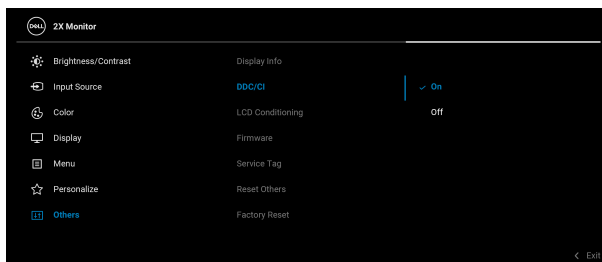 DELL 2X Monitor
Brightness/Contrast Display Info
Input Source DDC/CI On
Color LCD Conditioning Off
Display Firmware
Menu Service Tag
Personalize Reset Others
Others Factory Reset
Exit